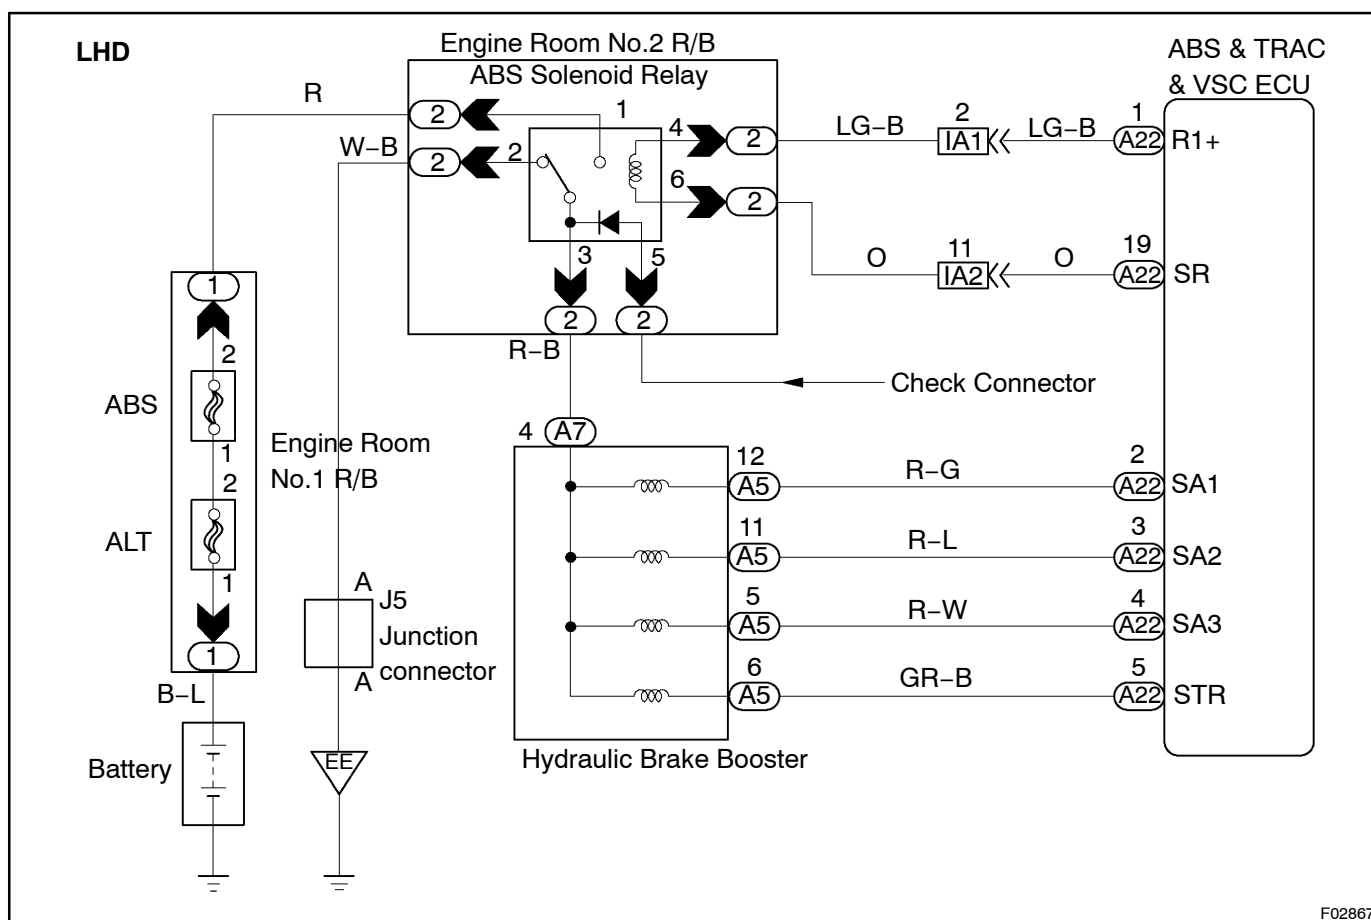 LHD
Engine Room No.2 R/B
ABS Solenoid Relay
ABS & TRAC
& VSC ECU
R
2
1
4
2
LG−B
2
IA1
LG−B
1
A22
R1+
W−B
2
2
6
2
3
5
O
11
IA2
O
19
A22
SR
2
2
R−B
Check Connector
1
2
ABS
1
2
ALT
1
1
Engine Room
No.1 R/B
B−L
Battery
A
J5
Junction
connector
A
EE
4
A7
12
A5
R−G
2
A22
SA1
11
A5
R−L
3
A22
SA2
5
A5
R−W
4
A22
SA3
6
A5
GR−B
5
A22
STR
Hydraulic Brake Booster
F02867